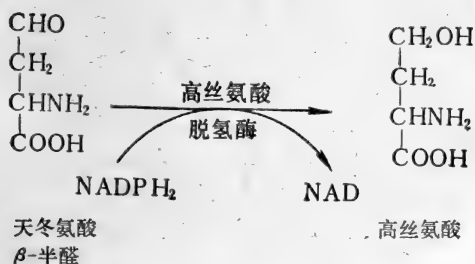 CHO
CH₂
CHNH₂
COOH
高丝氨酸
脱氢酶
NADPH₂
NAD
CH₂OH
CH₂
CHNH₂
COOH
天冬氨酸
β-半醛
高丝氨酸